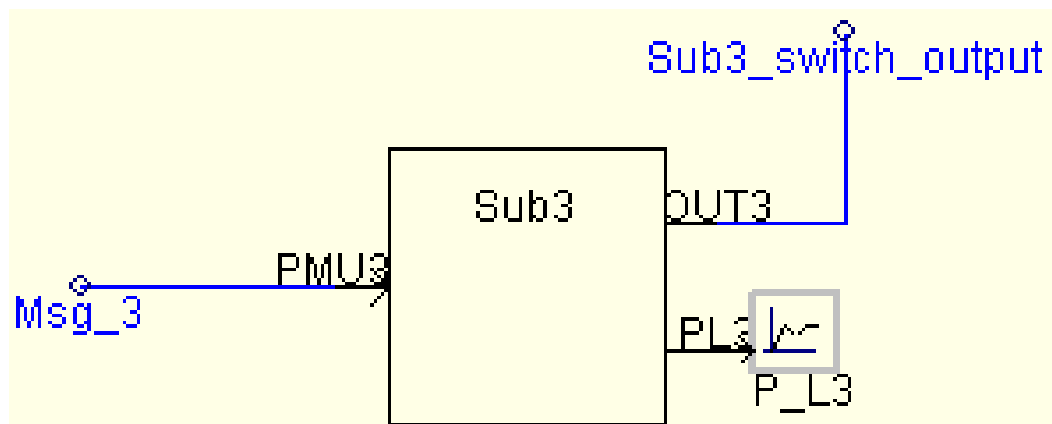 Sub3_switch_output
Sub3
OUT3
PMU3
Msg_3
PL3
P_L3